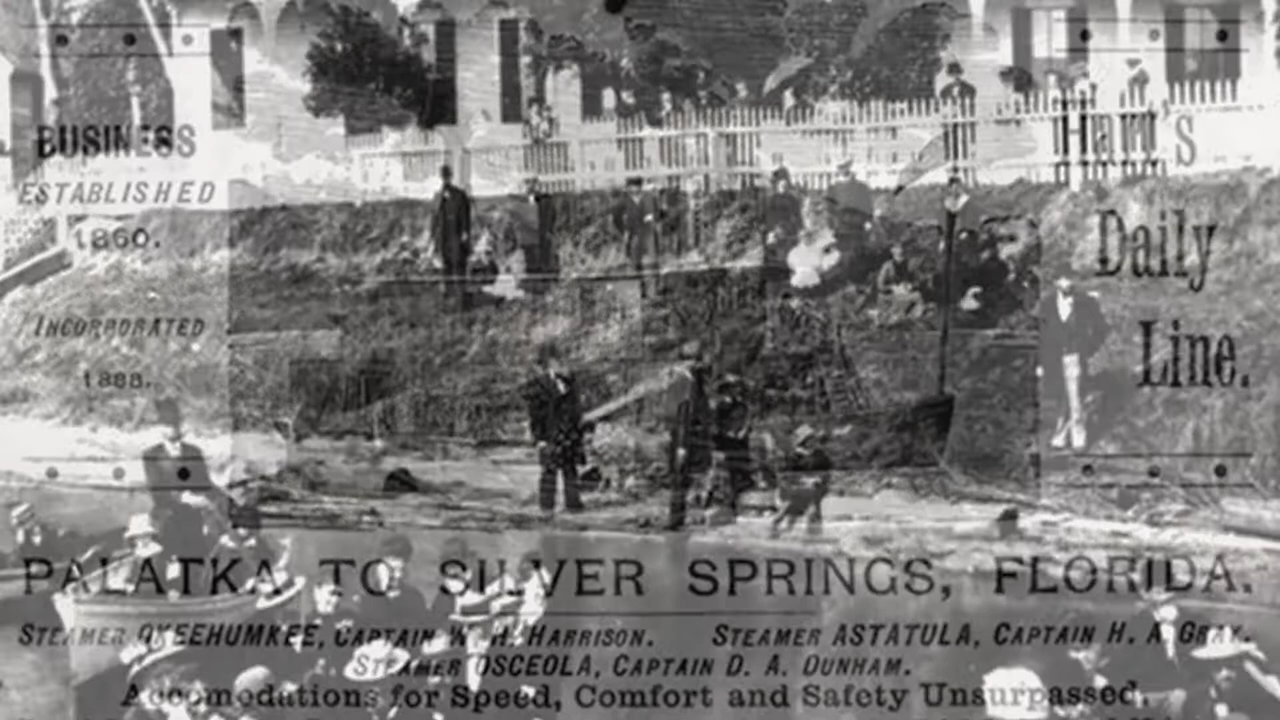 BUSINESS
ESTABLISHED
1860.
INCORPORATED
1888.
Hart's
Daily
Line.
PALATKA TO SILVER SPRINGS, FLORIDA.
STEAMER OKEEHUMKEE, CAPTAIN W. H. HARRISON. STEAMER ASTATULA, CAPTAIN H. A. GRAY.
STEAMER OSCEOLA, CAPTAIN D. A. DUNHAM.
Accomodations for Speed, Comfort and Safety Unsurpassed.